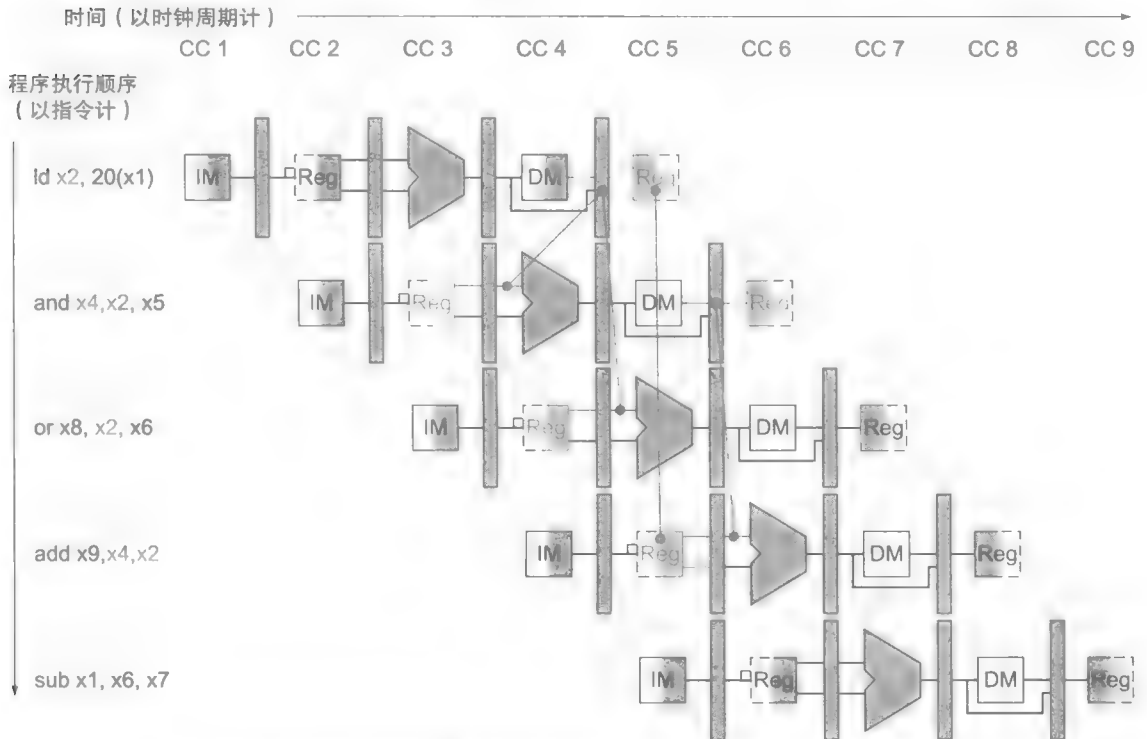 时间（以时钟周期计）
CC 1 CC 2 CC 3 CC 4 CC 5 CC 6 CC 7 CC 8 CC 9
程序执行顺序
（以指令计）
ld x2, 20(x1) IM Reg DM Reg
and x4,x2, x5 IM Reg DM Reg
or x8, x2, x6 IM Reg DM Reg
add x9,x4,x2 IM Reg DM Reg
sub x1, x6, x7 IM Reg DM Reg